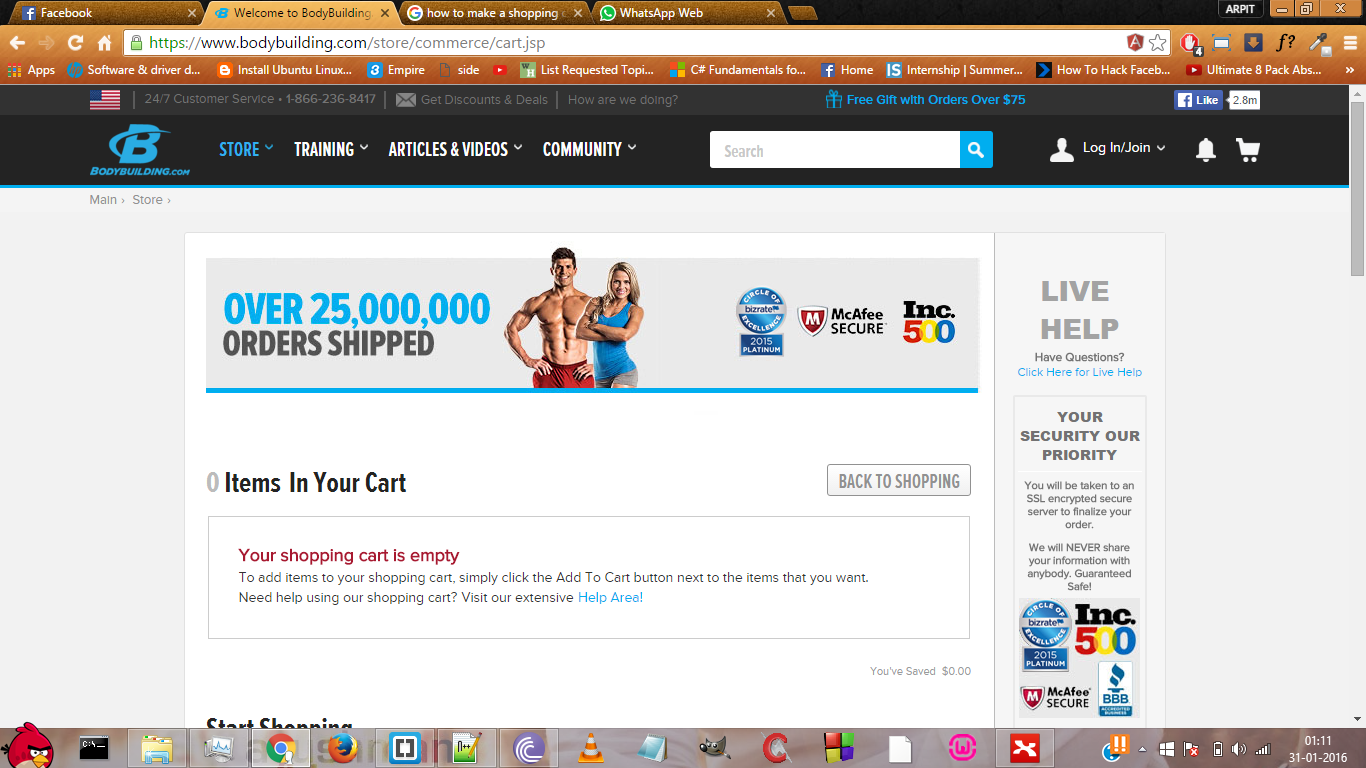 Facebook
Welcome to BodyBuilding
how to make a shopping
WhatsApp Web
ARPIT
https://www.bodybuilding.com/store/commerce/cart.jsp
4
f?
Apps
Software & driver d...
Install Ubuntu Linux...
Empire
side
List Requested Topi...
C# Fundamentals fo...
Home
Internship | Summer...
How To Hack Faceb...
Ultimate 8 Pack Abs...
»
24/7 Customer Service • 1-866-236-8417
Get Discounts & Deals
How are we doing?
Free Gift with Orders Over $75
Like
2.8m
BODYBUILDING.COM
STORE
TRAINING
ARTICLES & VIDEOS
COMMUNITY
Search
Log In/Join
Main ›
Store ›
OVER 25,000,000
ORDERS SHIPPED
CIRCLE OF
bizrate
EXCELLENCE
2015
PLATINUM
McAfee
SECURE
Inc.
500
LIVE
HELP
Have Questions?
Click Here for Live Help
YOUR
SECURITY OUR
PRIORITY
You will be taken to an
SSL encrypted secure
server to finalize your
order.
We will NEVER share
your information with
anybody. Guaranteed
Safe!
CIRCLE OF
bizrate
EXCELLENCE
2015
PLATINUM
Inc.
500
McAfee
SECURE
BBB
ACCREDITED
BUSINESS
0 Items In Your Cart
BACK TO SHOPPING
Your shopping cart is empty
To add items to your shopping cart, simply click the Add To Cart button next to the items that you want.
Need help using our shopping cart? Visit our extensive Help Area!
You've Saved $0.00
Start Shopping
01:11
31-01-2016